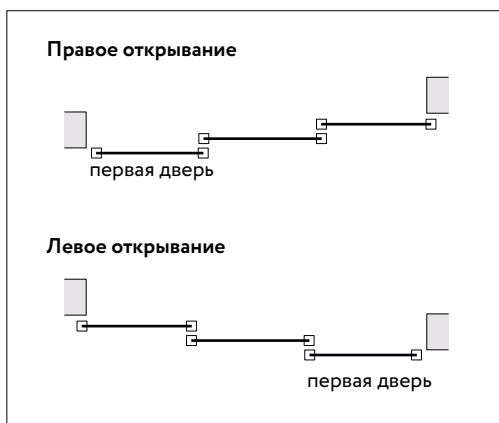 Правое открывание
первая дверь
Левое открывание
первая дверь